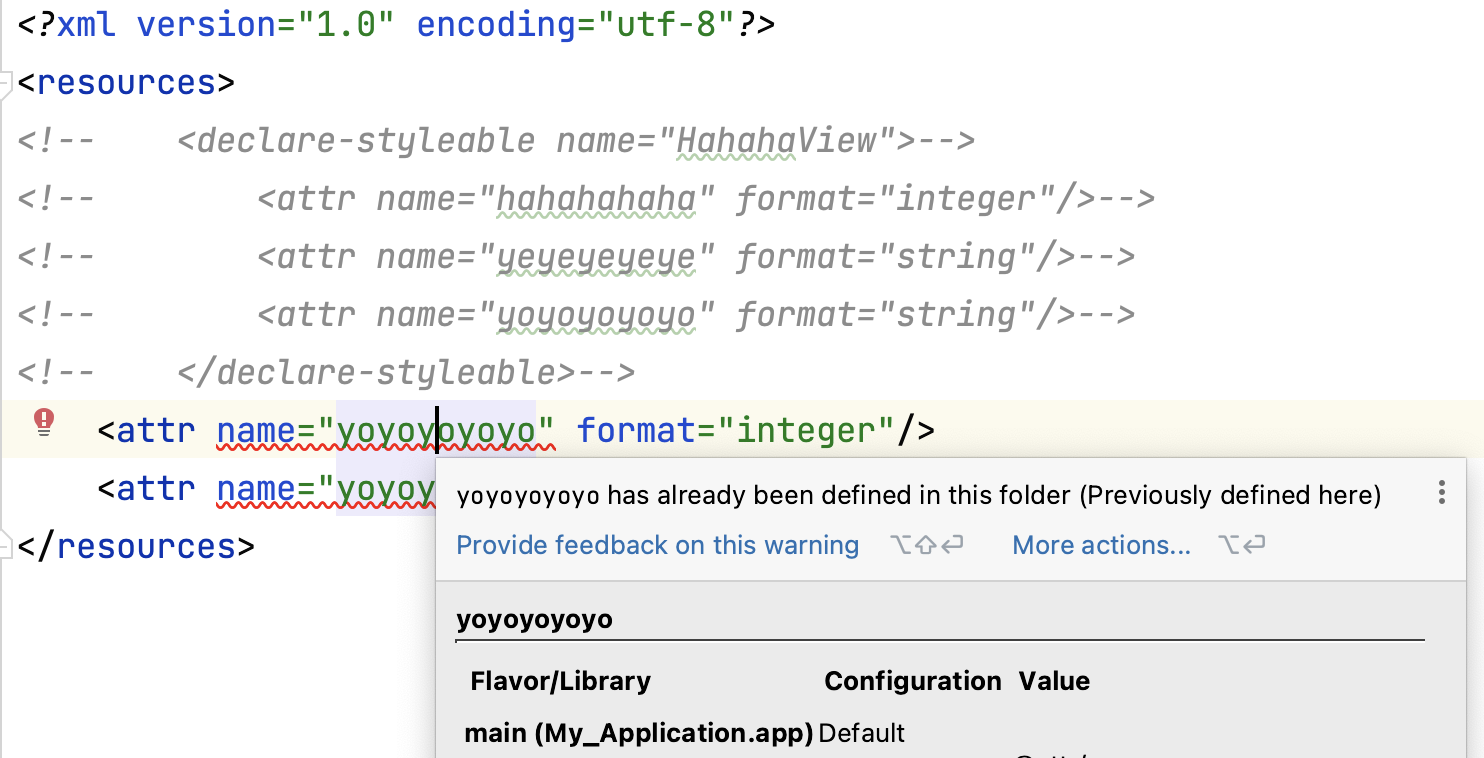 <?xml version="1.0" encoding="utf-8"?>
<resources>
<!--    <declare-styleable name="HahahaView">-->
<!--        <attr name="hahahahaha" format="integer"/>-->
<!--        <attr name="yeyeyeyeye" format="string"/>-->
<!--        <attr name="yoyoyoyoyo" format="string"/>-->
<!--    </declare-styleable>-->
    <attr name="yoyoyoyoyo" format="integer"/>
    <attr name="yoyoy
</resources>
yoyoyoyoyo has already been defined in this folder (Previously defined here)
Provide feedback on this warning ⌥⇧⏎ More actions... ⌥⏎
yoyoyoyoyo
Flavor/Library Configuration Value
main (My_Application.app) Default